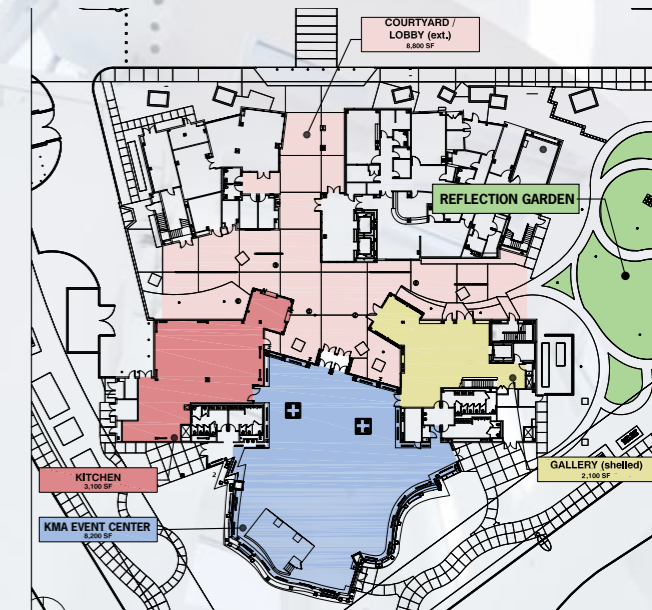 COURTYARD /
LOBBY (ext.)
8,800 SF
REFLECTION GARDEN
KITCHEN
3,100 SF
GALLERY (shelled)
2,100 SF
KMA EVENT CENTER
8,200 SF
2